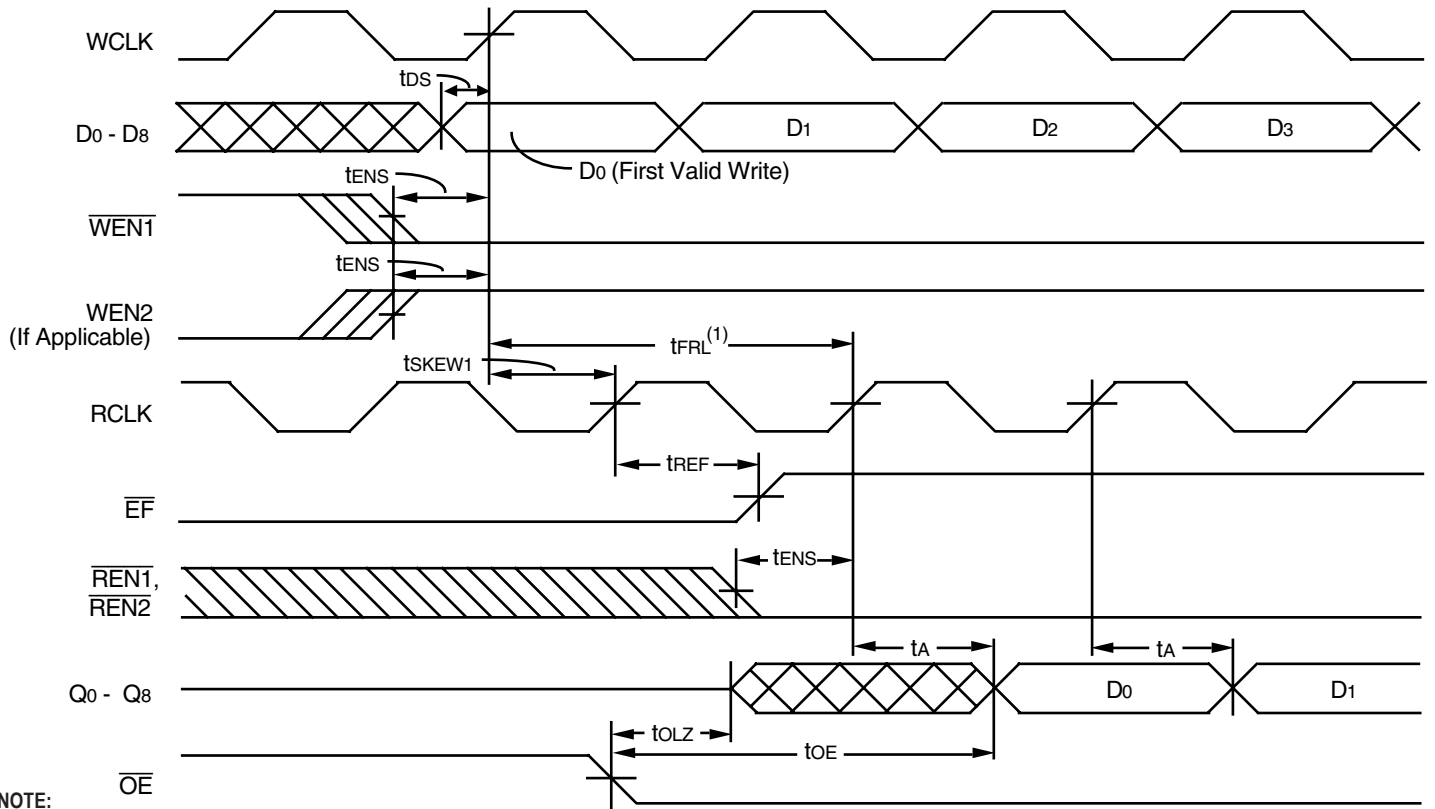 WCLK
tDS
D0 - D8
D1
D2
D3
D0 (First Valid Write)
tENS
WEN1
tENS
WEN2
(If Applicable)
tFRL(1)
tSKEW1
RCLK
tREF
EF
tENS
REN1,
REN2
tA
tA
Q0 - Q8
D0
D1
tOLZ
tOE
OE
NOTE: